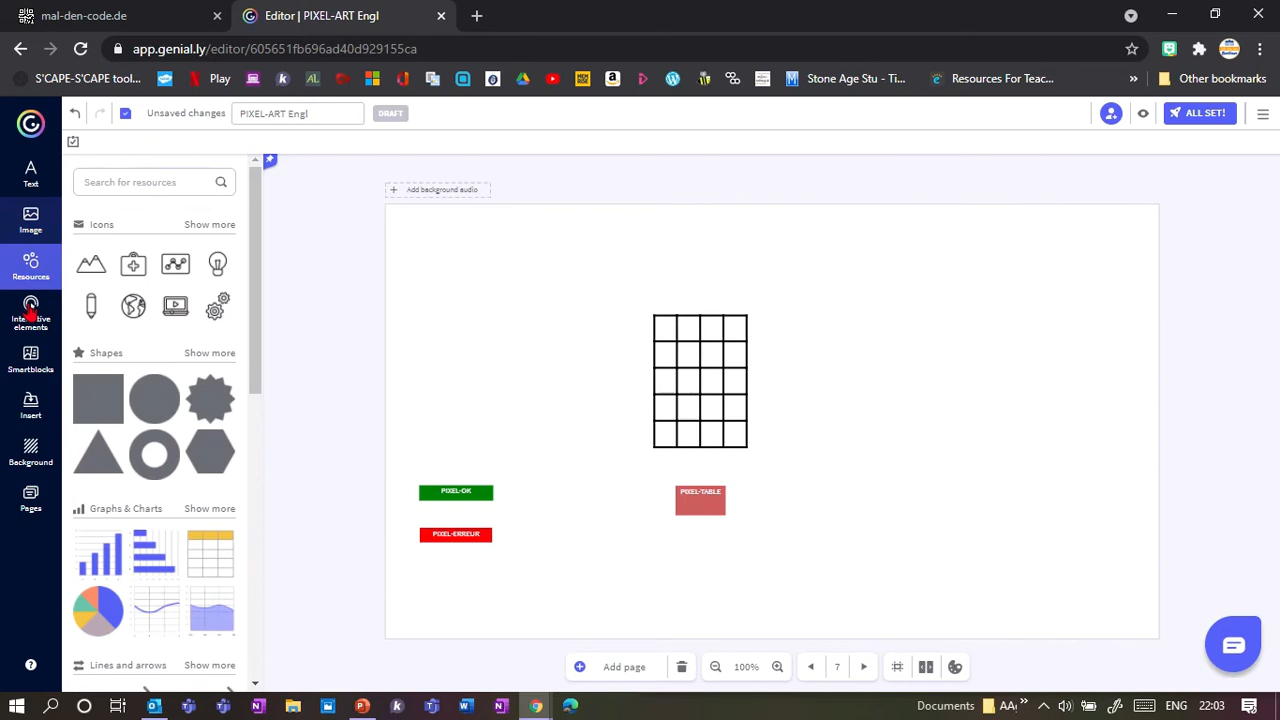 mal-den-code.de
Editor | PIXEL-ART Engl
app.genial.ly/editor/605651fb696ad40d929155ca
S'CAPE-S'CAPE tool... Play AL Stone Age Stu - Ti... Resources For Teac... » Other bookmarks
Unsaved changes PIXEL-ART Engl DRAFT ALL SET!
Text
Image
Resources
Interactive elements
Smartblocks
Insert
Background
Pages
Search for resources
Icons Show more
Shapes Show more
Graphs & Charts Show more
Lines and arrows Show more
+ Add background audio
PIXEL-OK
PIXEL-ERREUR
PIXEL-TABLE
Add page 100% 7
Documents 22:03